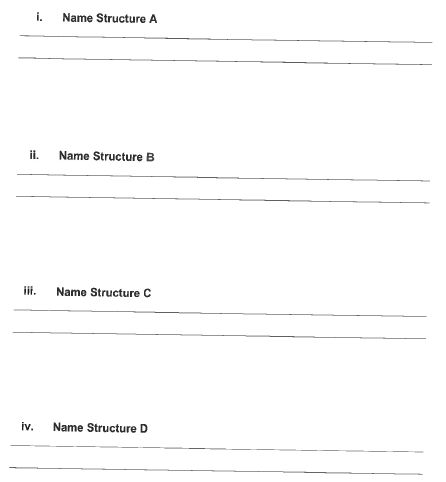 i. Name Structure A
ii. Name Structure B
iii. Name Structure C
iv. Name Structure D